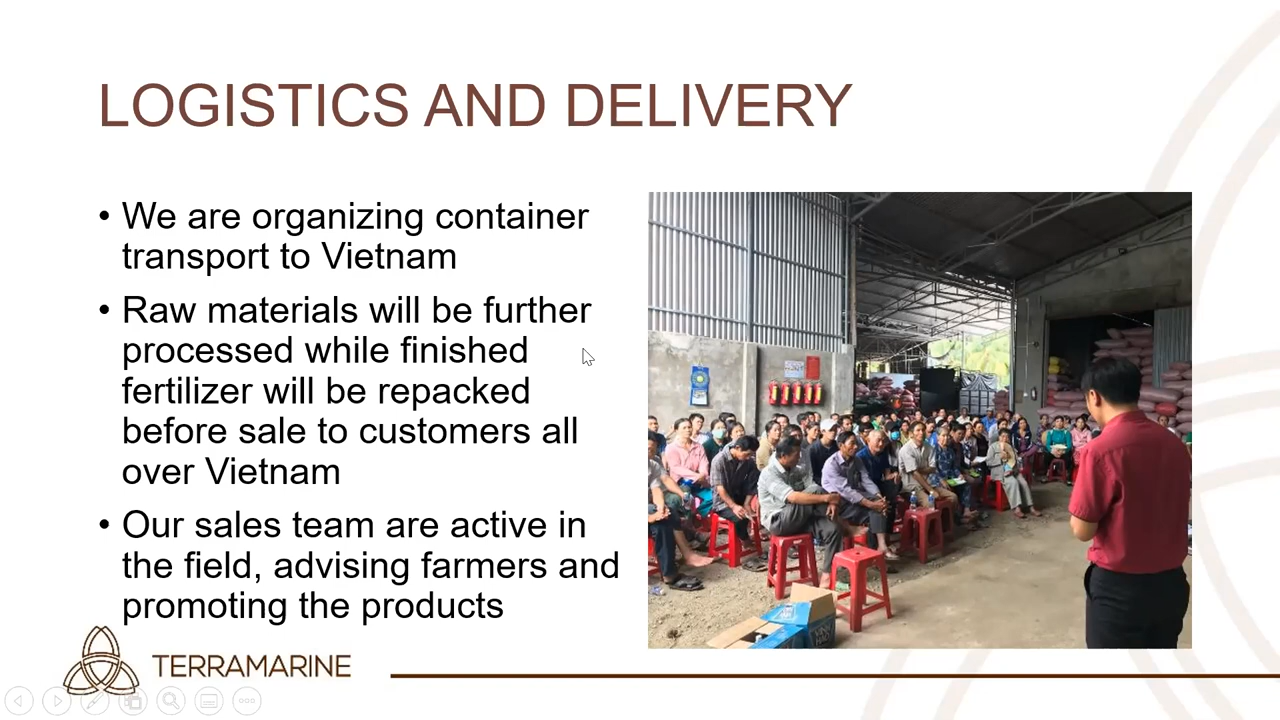 LOGISTICS AND DELIVERY
• We are organizing container
transport to Vietnam
• Raw materials will be further
processed while finished
fertilizer will be repacked
before sale to customers all
over Vietnam
• Our sales team are active in
the field, advising farmers and
promoting the products
TERRAMARINE